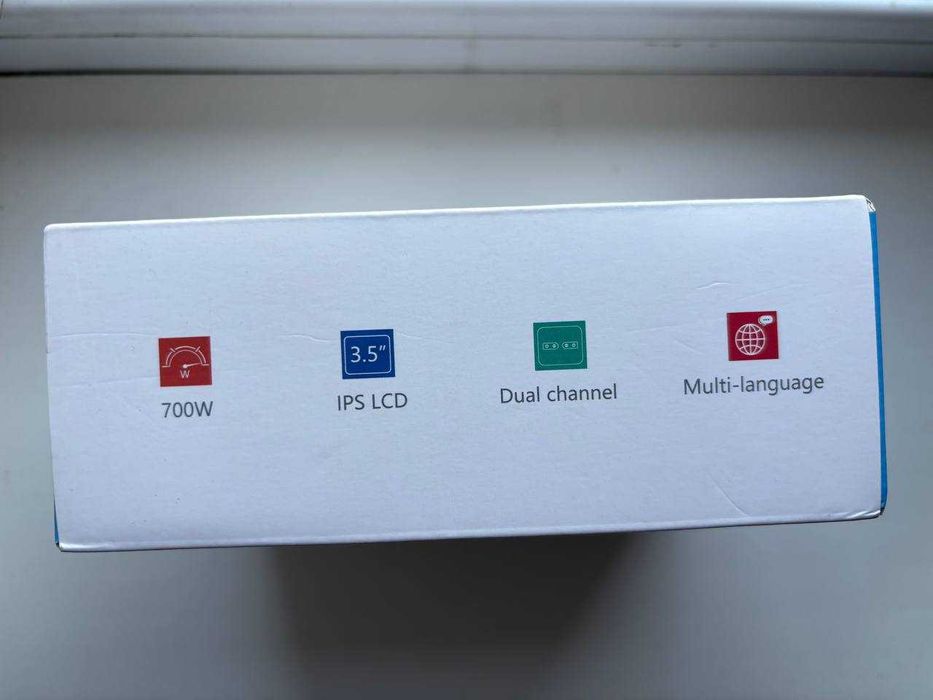 W
3.5"
700W
IPS LCD
Dual channel
Multi-language